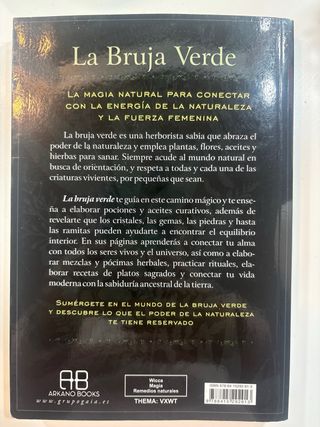 La Bruja Verde
La magia natural para conectar
con la energía de la naturaleza
y la fuerza femenina
La bruja verde es una herborista sabia que abraza el
poder de la naturaleza y emplea plantas, flores, aceites y
hierbas para sanar. Siempre acude al mundo natural en
busca de orientación, y respeta a todas y cada una de las
criaturas vivientes, por pequeñas que sean.
La bruja verde te guía en este camino mágico y te ense-
ña a elaborar pociones y aceites curativos, además de
revelarte que los cristales, las gemas, las piedras y hasta
las ramitas pueden ayudarte a encontrar el equilibrio
interior. En sus páginas aprenderás a conectar tu alma
con todos los seres vivos y el universo, así como a elabo-
rar mezclas y pócimas herbales, practicar rituales, ela-
borar recetas de platos sagrados y conectar tu vida
moderna con la sabiduría ancestral de la tierra.
Sumérgete en el mundo de la bruja verde
y descubre lo que el poder de la naturaleza
te tiene reservado
ARKANO BOOKS
www.grupogaia.es
Wicca
Magia
Remedios naturales
THEMA: VXWT